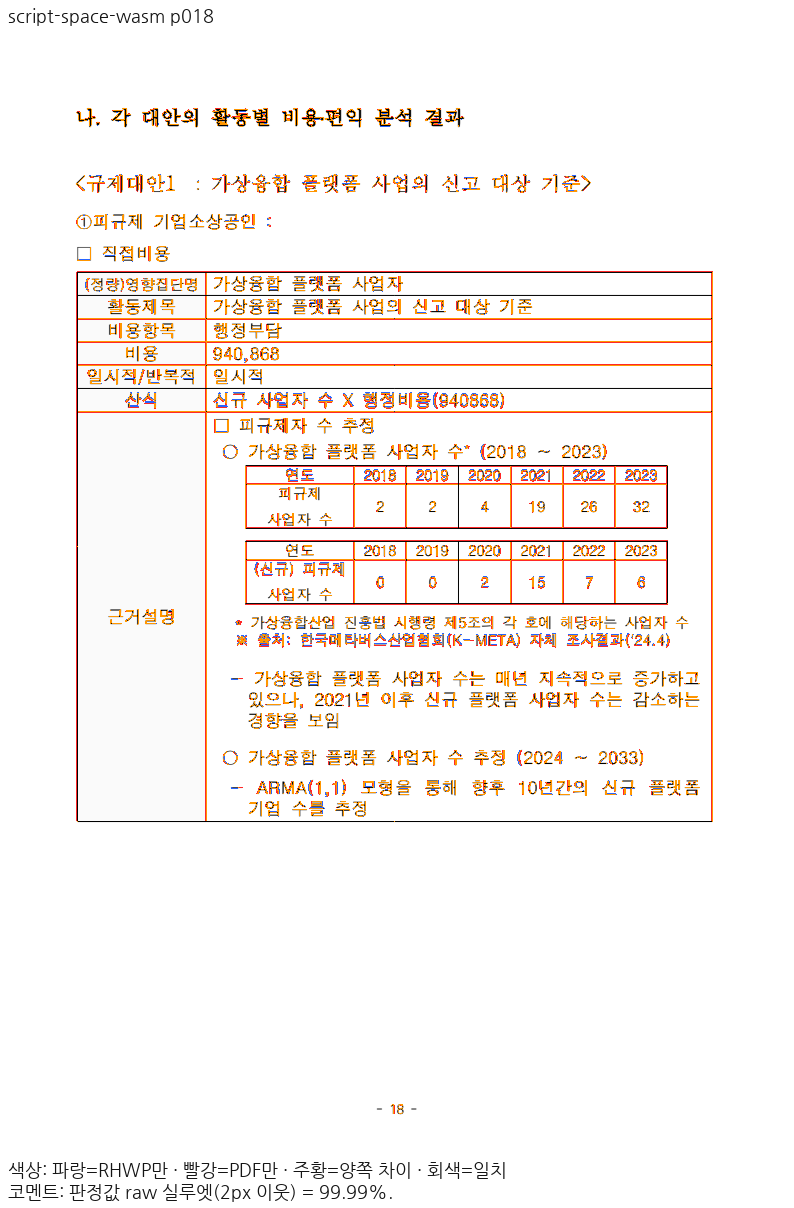 script-space-wasm p018
나. 각 대안의 활동별 비용편익 분석 결과
<규제대안1 : 가상융합 플랫폼 사업의 신고 대상 기준>
①피규제 기업소상공인 :
□ 직접비용
(정량)영향집단명 가상융합 플랫폼 사업자
활동제목 가상융합 플랫폼 사업의 신고 대상 기준
비용항목 행정부담
비용 940,868
일시적/반복적 일시적
산식 신규 사업자 수 X 행정비용(940868)
근거설명
□ 피규제자 수 추정
○ 가상융합 플랫폼 사업자 수* (2018 ~ 2023)
연도 2018 2019 2020 2021 2022 2023
피규제
사업자 수 2 2 4 19 26 32
연도 2018 2019 2020 2021 2022 2023
(신규) 피규제
사업자 수 0 0 2 15 7 6
* 가상융합산업 진흥법 시행령 제5조의 각 호에 해당하는 사업자 수
※ 출처: 한국메타버스산업협회(K-META) 자체 조사결과('24.4)
- 가상융합 플랫폼 사업자 수는 매년 지속적으로 증가하고
있으나, 2021년 이후 신규 플랫폼 사업자 수는 감소하는
경향을 보임
○ 가상융합 플랫폼 사업자 수 추정 (2024 ~ 2033)
- ARMA(1,1) 모형을 통해 향후 10년간의 신규 플랫폼
기업 수를 추정
- 18 -
색상: 파랑=RHWP만 · 빨강=PDF만 · 주황=양쪽 차이 · 회색=일치
코멘트: 판정값 raw 실루엣(2px 이웃) = 99.99%.